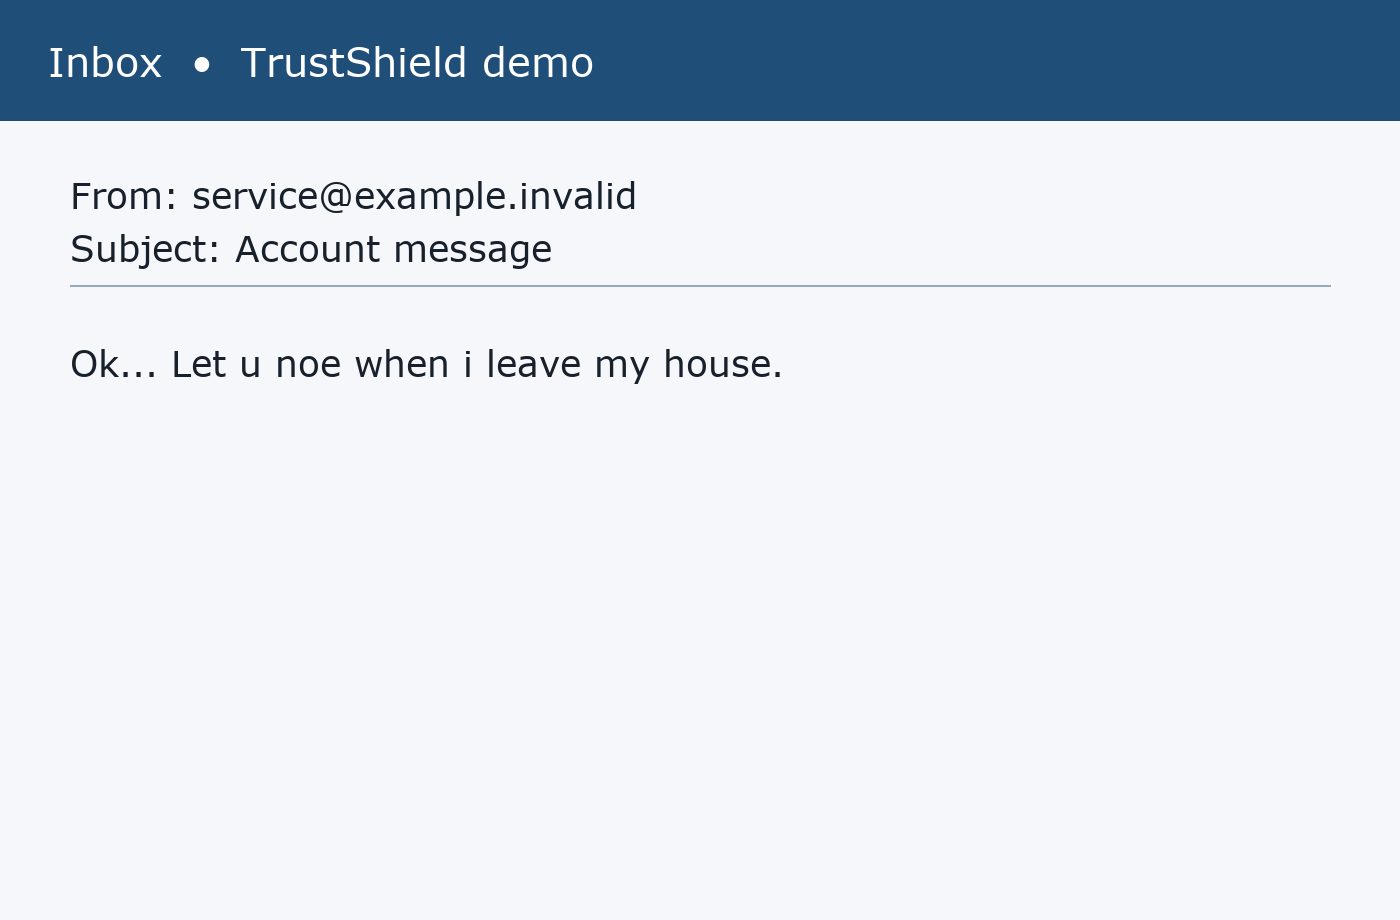 Inbox • TrustShield demo
From: service@example.invalid
Subject: Account message
Ok... Let u noe when i leave my house.